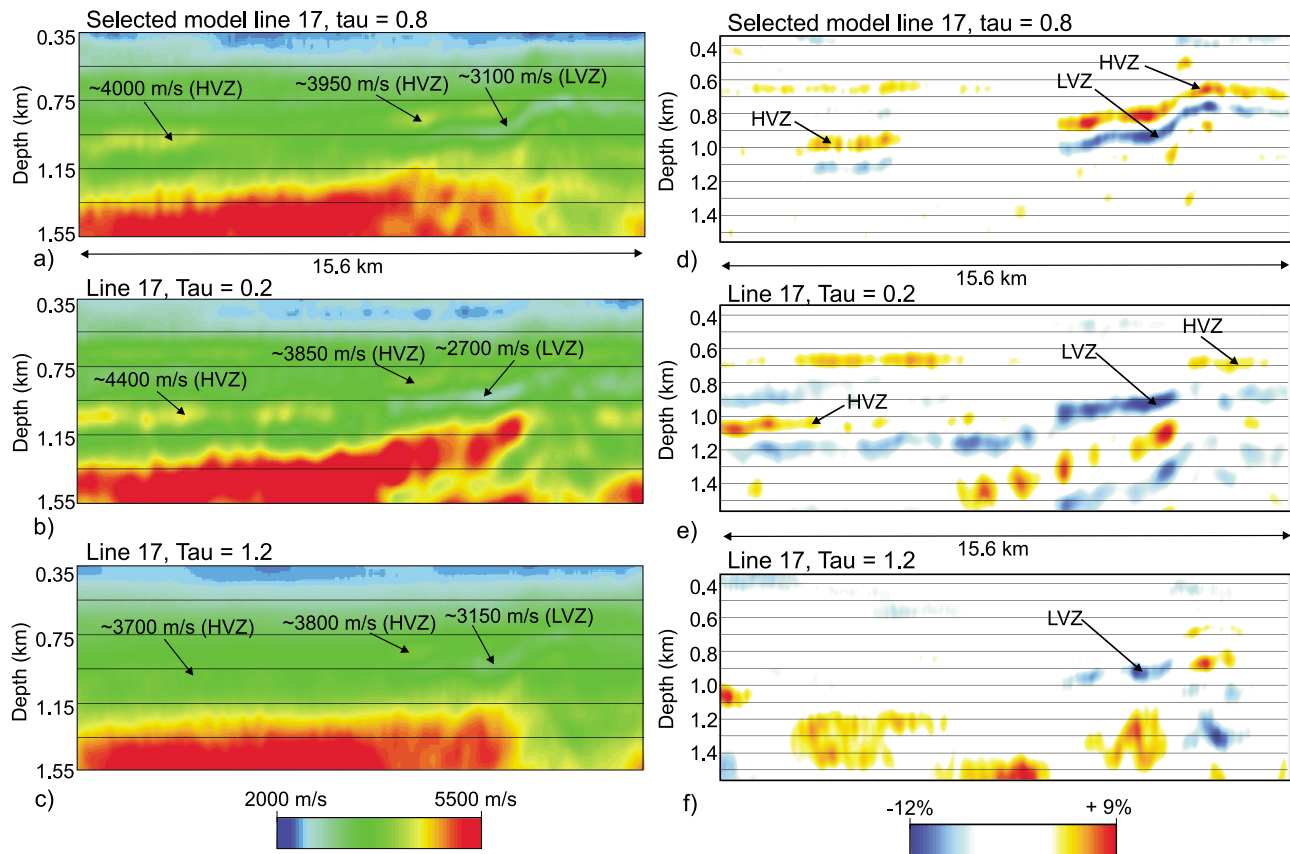 Selected model line 17, tau = 0.8
0.35
0.75
1.15
1.55
Depth (km)
~4000 m/s (HVZ)
~3950 m/s (HVZ)
~3100 m/s (LVZ)
a)
15.6 km
Line 17, Tau = 0.2
0.35
0.75
1.15
1.55
Depth (km)
~4400 m/s (HVZ)
~3850 m/s (HVZ)
~2700 m/s (LVZ)
b)
Line 17, Tau = 1.2
0.35
0.75
1.15
1.55
Depth (km)
~3700 m/s (HVZ)
~3800 m/s (HVZ)
~3150 m/s (LVZ)
c)
2000 m/s
5500 m/s
Selected model line 17, tau = 0.8
0.4
0.6
0.8
1.0
1.2
1.4
Depth (km)
HVZ
LVZ
HVZ
d)
15.6 km
Line 17, Tau = 0.2
0.4
0.6
0.8
1.0
1.2
1.4
Depth (km)
HVZ
LVZ
HVZ
e)
15.6 km
Line 17, Tau = 1.2
0.4
0.6
0.8
1.0
1.2
1.4
Depth (km)
LVZ
f)
-12%
+ 9%